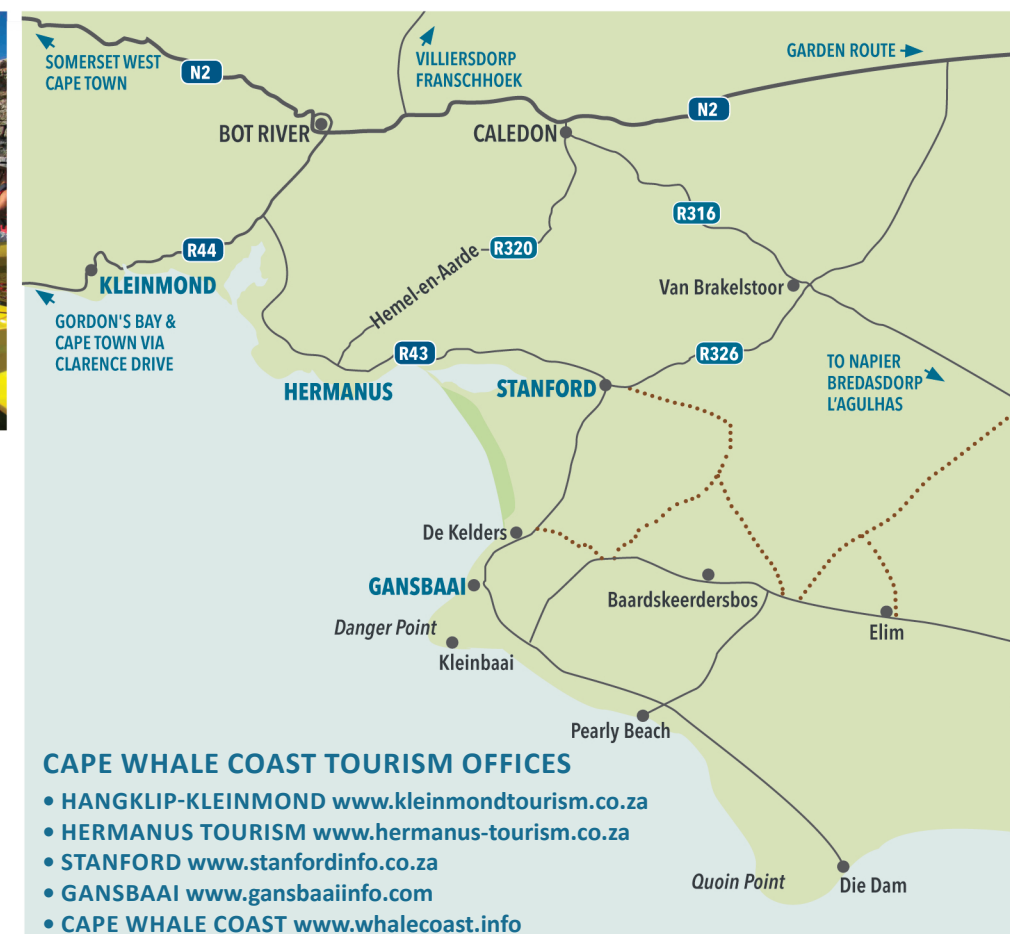 SOMERSET WEST
CAPE TOWN
N2
VILLIERSDORP
FRANSCHHOEK
GARDEN ROUTE
N2
BOT RIVER
CALEDON
R316
R44
R320
Hemel-en-Aarde
KLEINMOND
Van Brakelstoor
GORDON'S BAY &
CAPE TOWN VIA
CLARENCE DRIVE
R43
R326
HERMANUS
STANFORD
TO NAPIER
BREDASDORP
L'AGULHAS
De Kelders
GANSBAAI
Baardskeerdersbos
Elim
Danger Point
Kleinbaai
Pearly Beach
CAPE WHALE COAST TOURISM OFFICES
• HANGKLIP-KLEINMOND www.kleinmondtourism.co.za
• HERMANUS TOURISM www.hermanus-tourism.co.za
• STANFORD www.stanfordinfo.co.za
• GANSBAAI www.gansbaaiinfo.com
• CAPE WHALE COAST www.whalecoast.info
Quoin Point
Die Dam